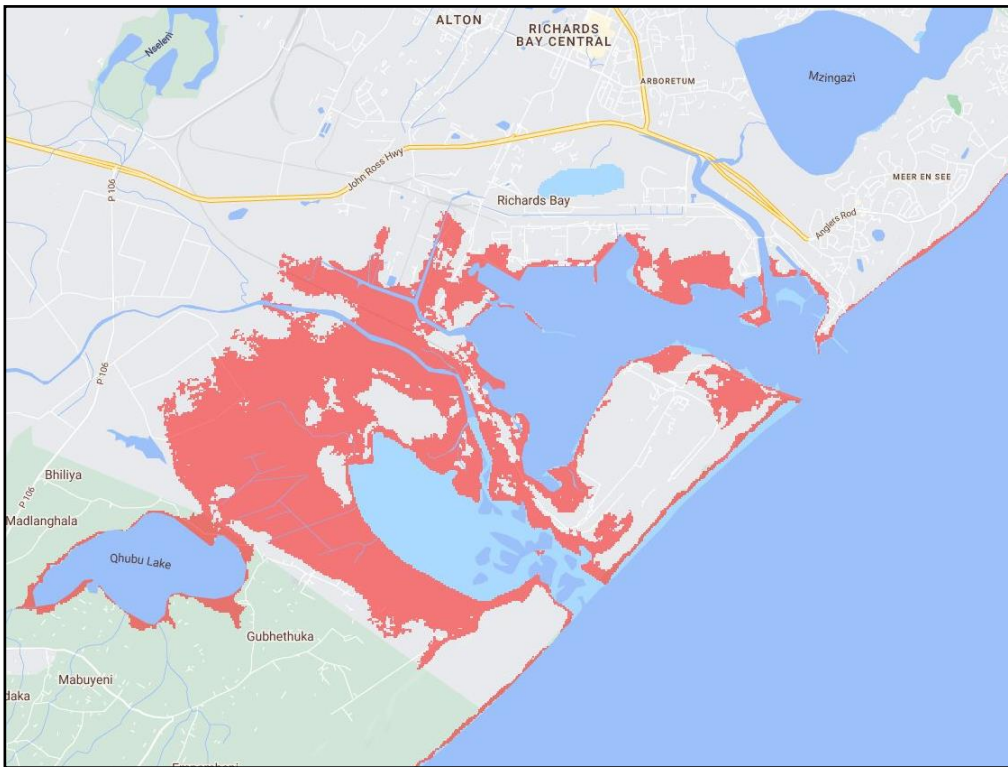 ALTON
RICHARDS
BAY CENTRAL
Nseleni
Mzingazi
ARBORETUM
John Ross Hwy
P 106
MEER EN SEE
Richards Bay
Anglers Rod
P 106
Bhiliya
P 106
Madlanghala
Qhubu Lake
Gubhethuka
Mabuyeni
daka